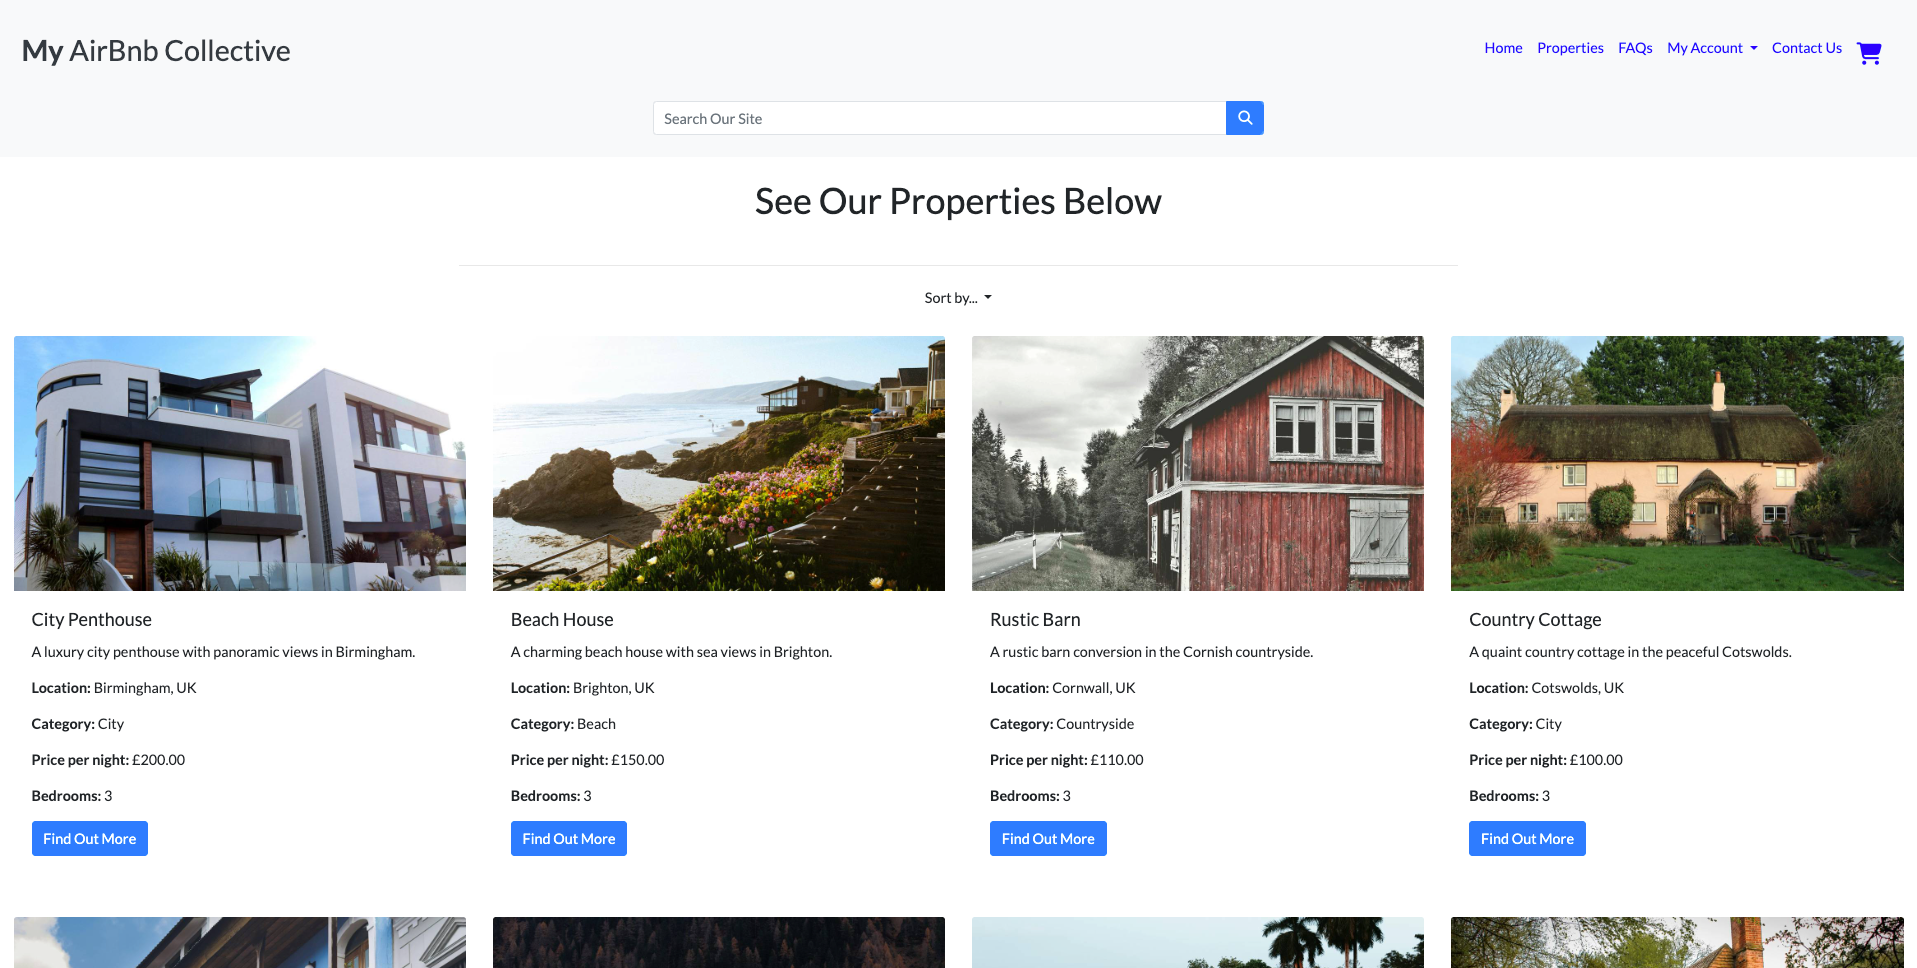 My AirBnb Collective
Home Properties FAQs My Account Contact Us
Search Our Site
See Our Properties Below
Sort by...
City Penthouse
A luxury city penthouse with panoramic views in Birmingham.
Location: Birmingham, UK
Category: City
Price per night: £200.00
Bedrooms: 3
Find Out More
Beach House
A charming beach house with sea views in Brighton.
Location: Brighton, UK
Category: Beach
Price per night: £150.00
Bedrooms: 3
Find Out More
Rustic Barn
A rustic barn conversion in the Cornish countryside.
Location: Cornwall, UK
Category: Countryside
Price per night: £110.00
Bedrooms: 3
Find Out More
Country Cottage
A quaint country cottage in the peaceful Cotswolds.
Location: Cotswolds, UK
Category: City
Price per night: £100.00
Bedrooms: 3
Find Out More